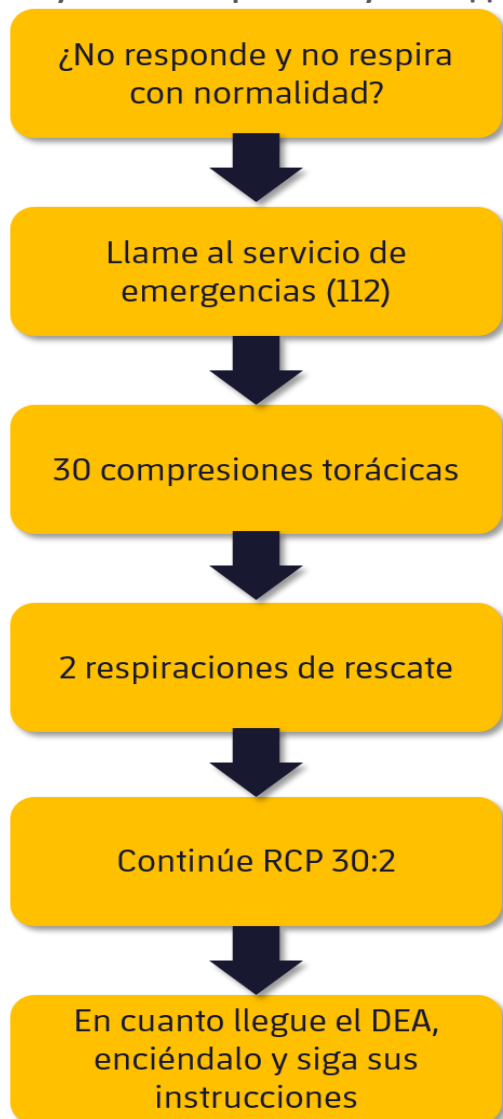 ¿No responde y no respira
con normalidad?
Llame al servicio de
emergencias (112)
30 compresiones torácicas
2 respiraciones de rescate
Continúe RCP 30:2
En cuanto llegue el DEA,
enciéndalo y siga sus
instrucciones